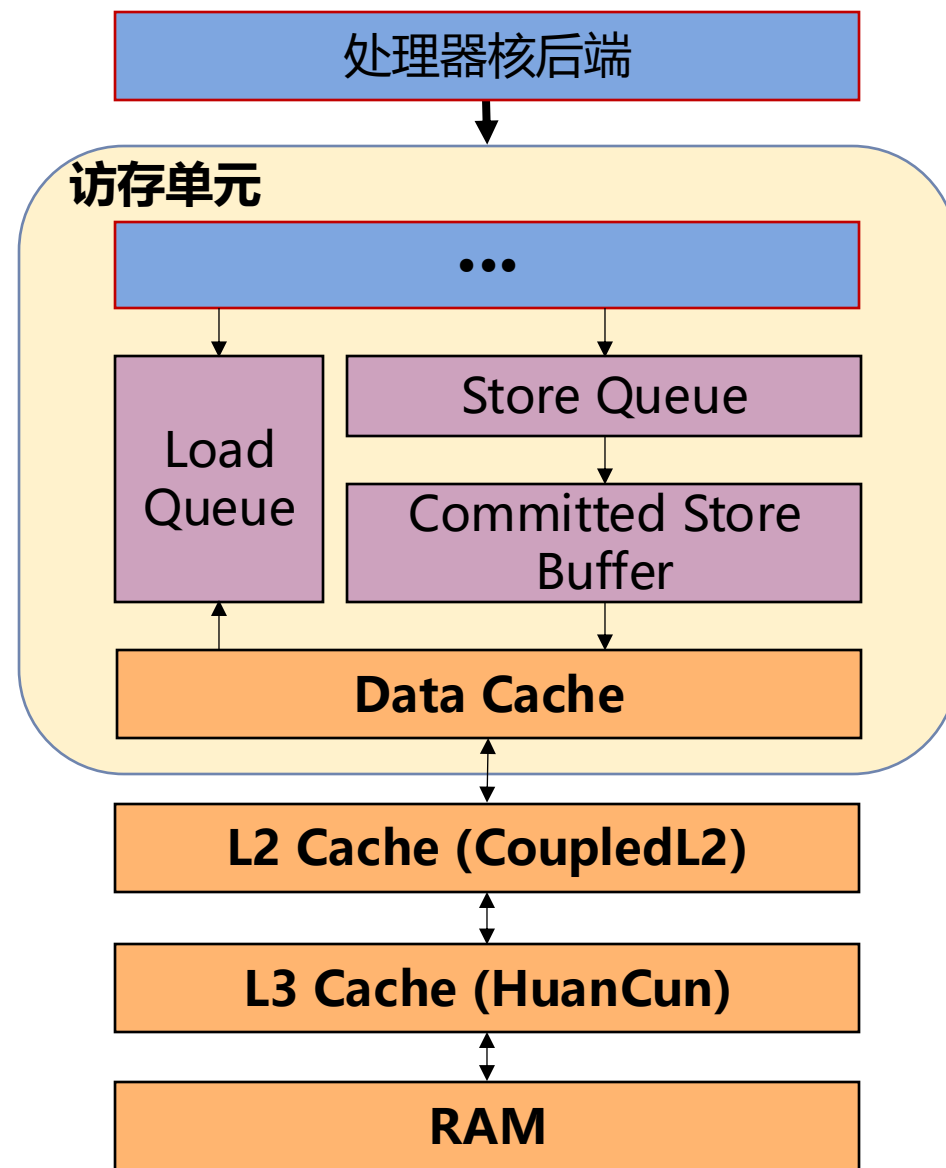 处理器核后端
访存单元
•••
Load
Queue
Store Queue
Committed Store
Buffer
Data Cache
L2 Cache (CoupledL2)
L3 Cache (HuanCun)
RAM